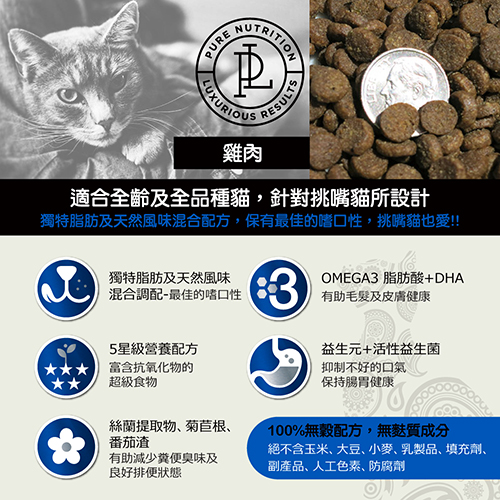 PURE NUTRITION
PL
LUXURIOUS RESULTS
雞肉
適合全齡及全品種貓，針對挑嘴貓所設計
獨特脂肪及天然風味混合配方，保有最佳的嗜口性，挑嘴貓也愛!!
獨特脂肪及天然風味
混合調配-最佳的嗜口性
3
OMEGA3 脂肪酸+DHA
有助毛髮及皮膚健康
5星級營養配方
富含抗氧化物的
超級食物
益生元+活性益生菌
抑制不好的口氣
保持腸胃健康
絲蘭提取物、菊苣根、
番茄渣
有助減少糞便臭味及
良好排便狀態
100%無穀配方，無麩質成分
絕不含玉米、大豆、小麥、乳製品、填充劑、
副產品、人工色素、防腐劑